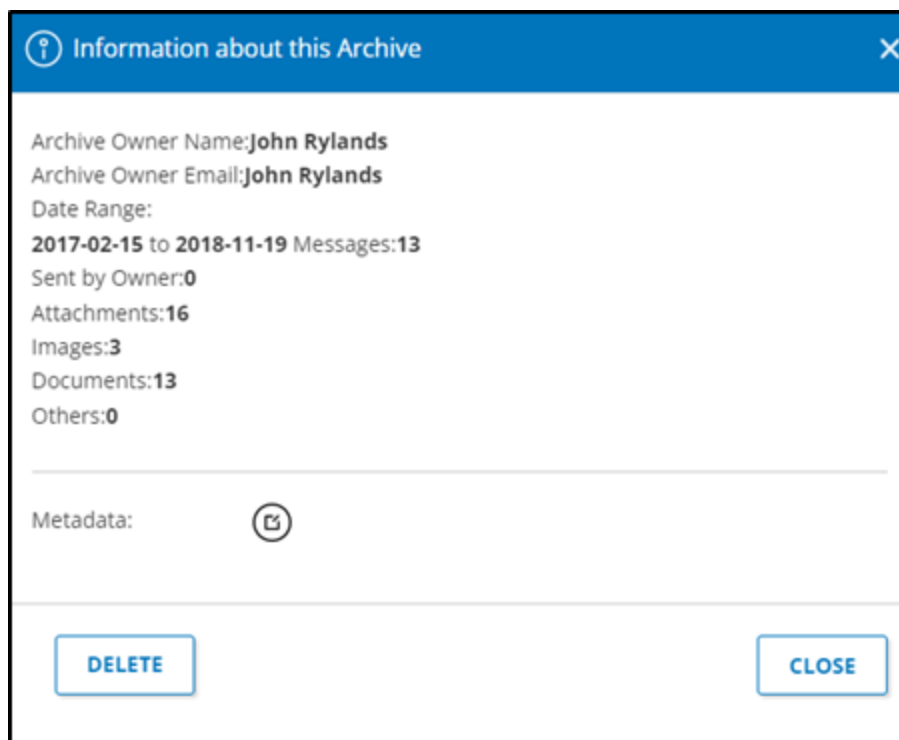 Information about this Archive
Archive Owner Name:John Rylands
Archive Owner Email:John Rylands
Date Range:
2017-02-15 to 2018-11-19 Messages:13
Sent by Owner:0
Attachments:16
Images:3
Documents:13
Others:0
Metadata:
DELETE
CLOSE